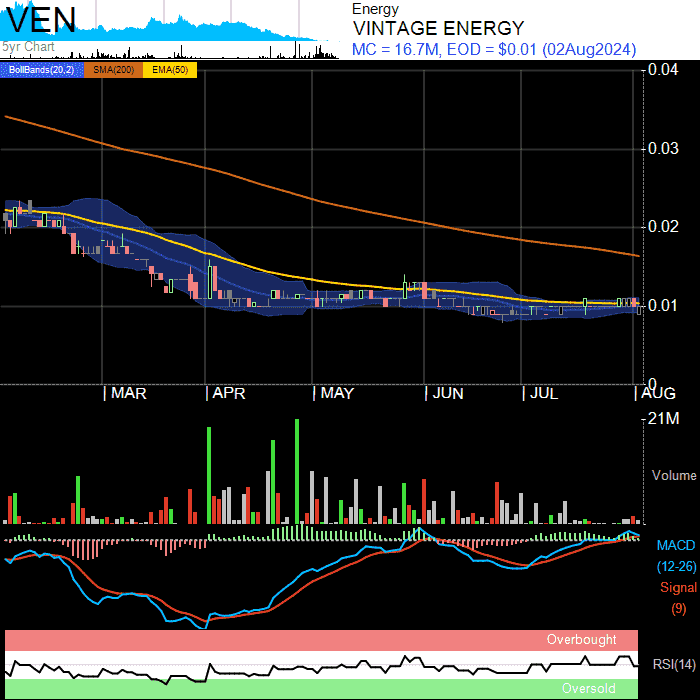 VEN
5yr Chart
Energy
VINTAGE ENERGY
MC = 16.7M, EOD = $0.01 (02Aug2024)
BollBands(20,2) SMA(200) EMA(50)
0.04
0.03
0.02
0.01
0
MAR APR MAY JUN JUL AUG
21M
Volume
MACD
(12-26)
Signal
(9)
Overbought
RSI(14)
Oversold